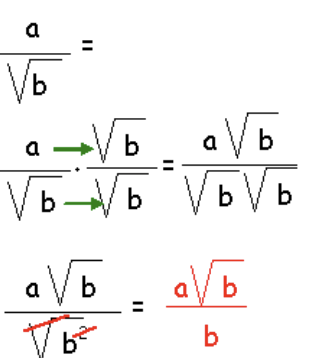 a / √b =
a / √b · √b / √b = a√b / √b√b
a√b / √b² = a√b / b